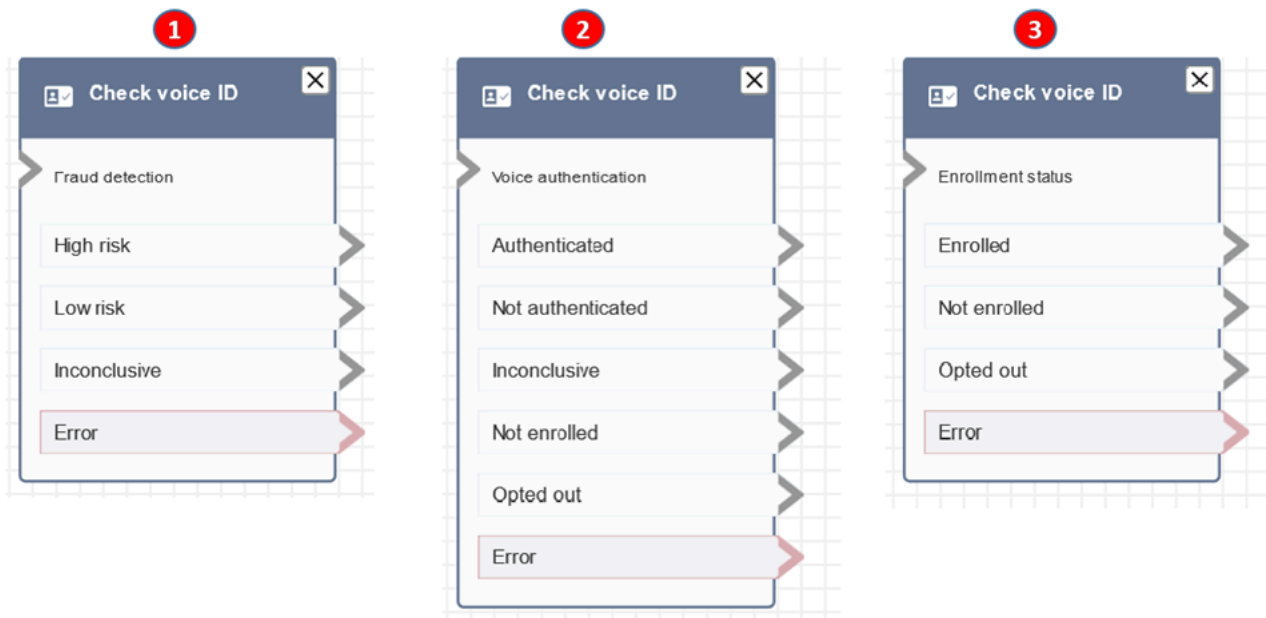 1
Check voice ID
Fraud detection
High risk
Low risk
Inconclusive
Error
2
Check voice ID
Voice authentication
Authenticated
Not authenticated
Inconclusive
Not enrolled
Opted out
Error
3
Check voice ID
Enrollment status
Enrolled
Not enrolled
Opted out
Error